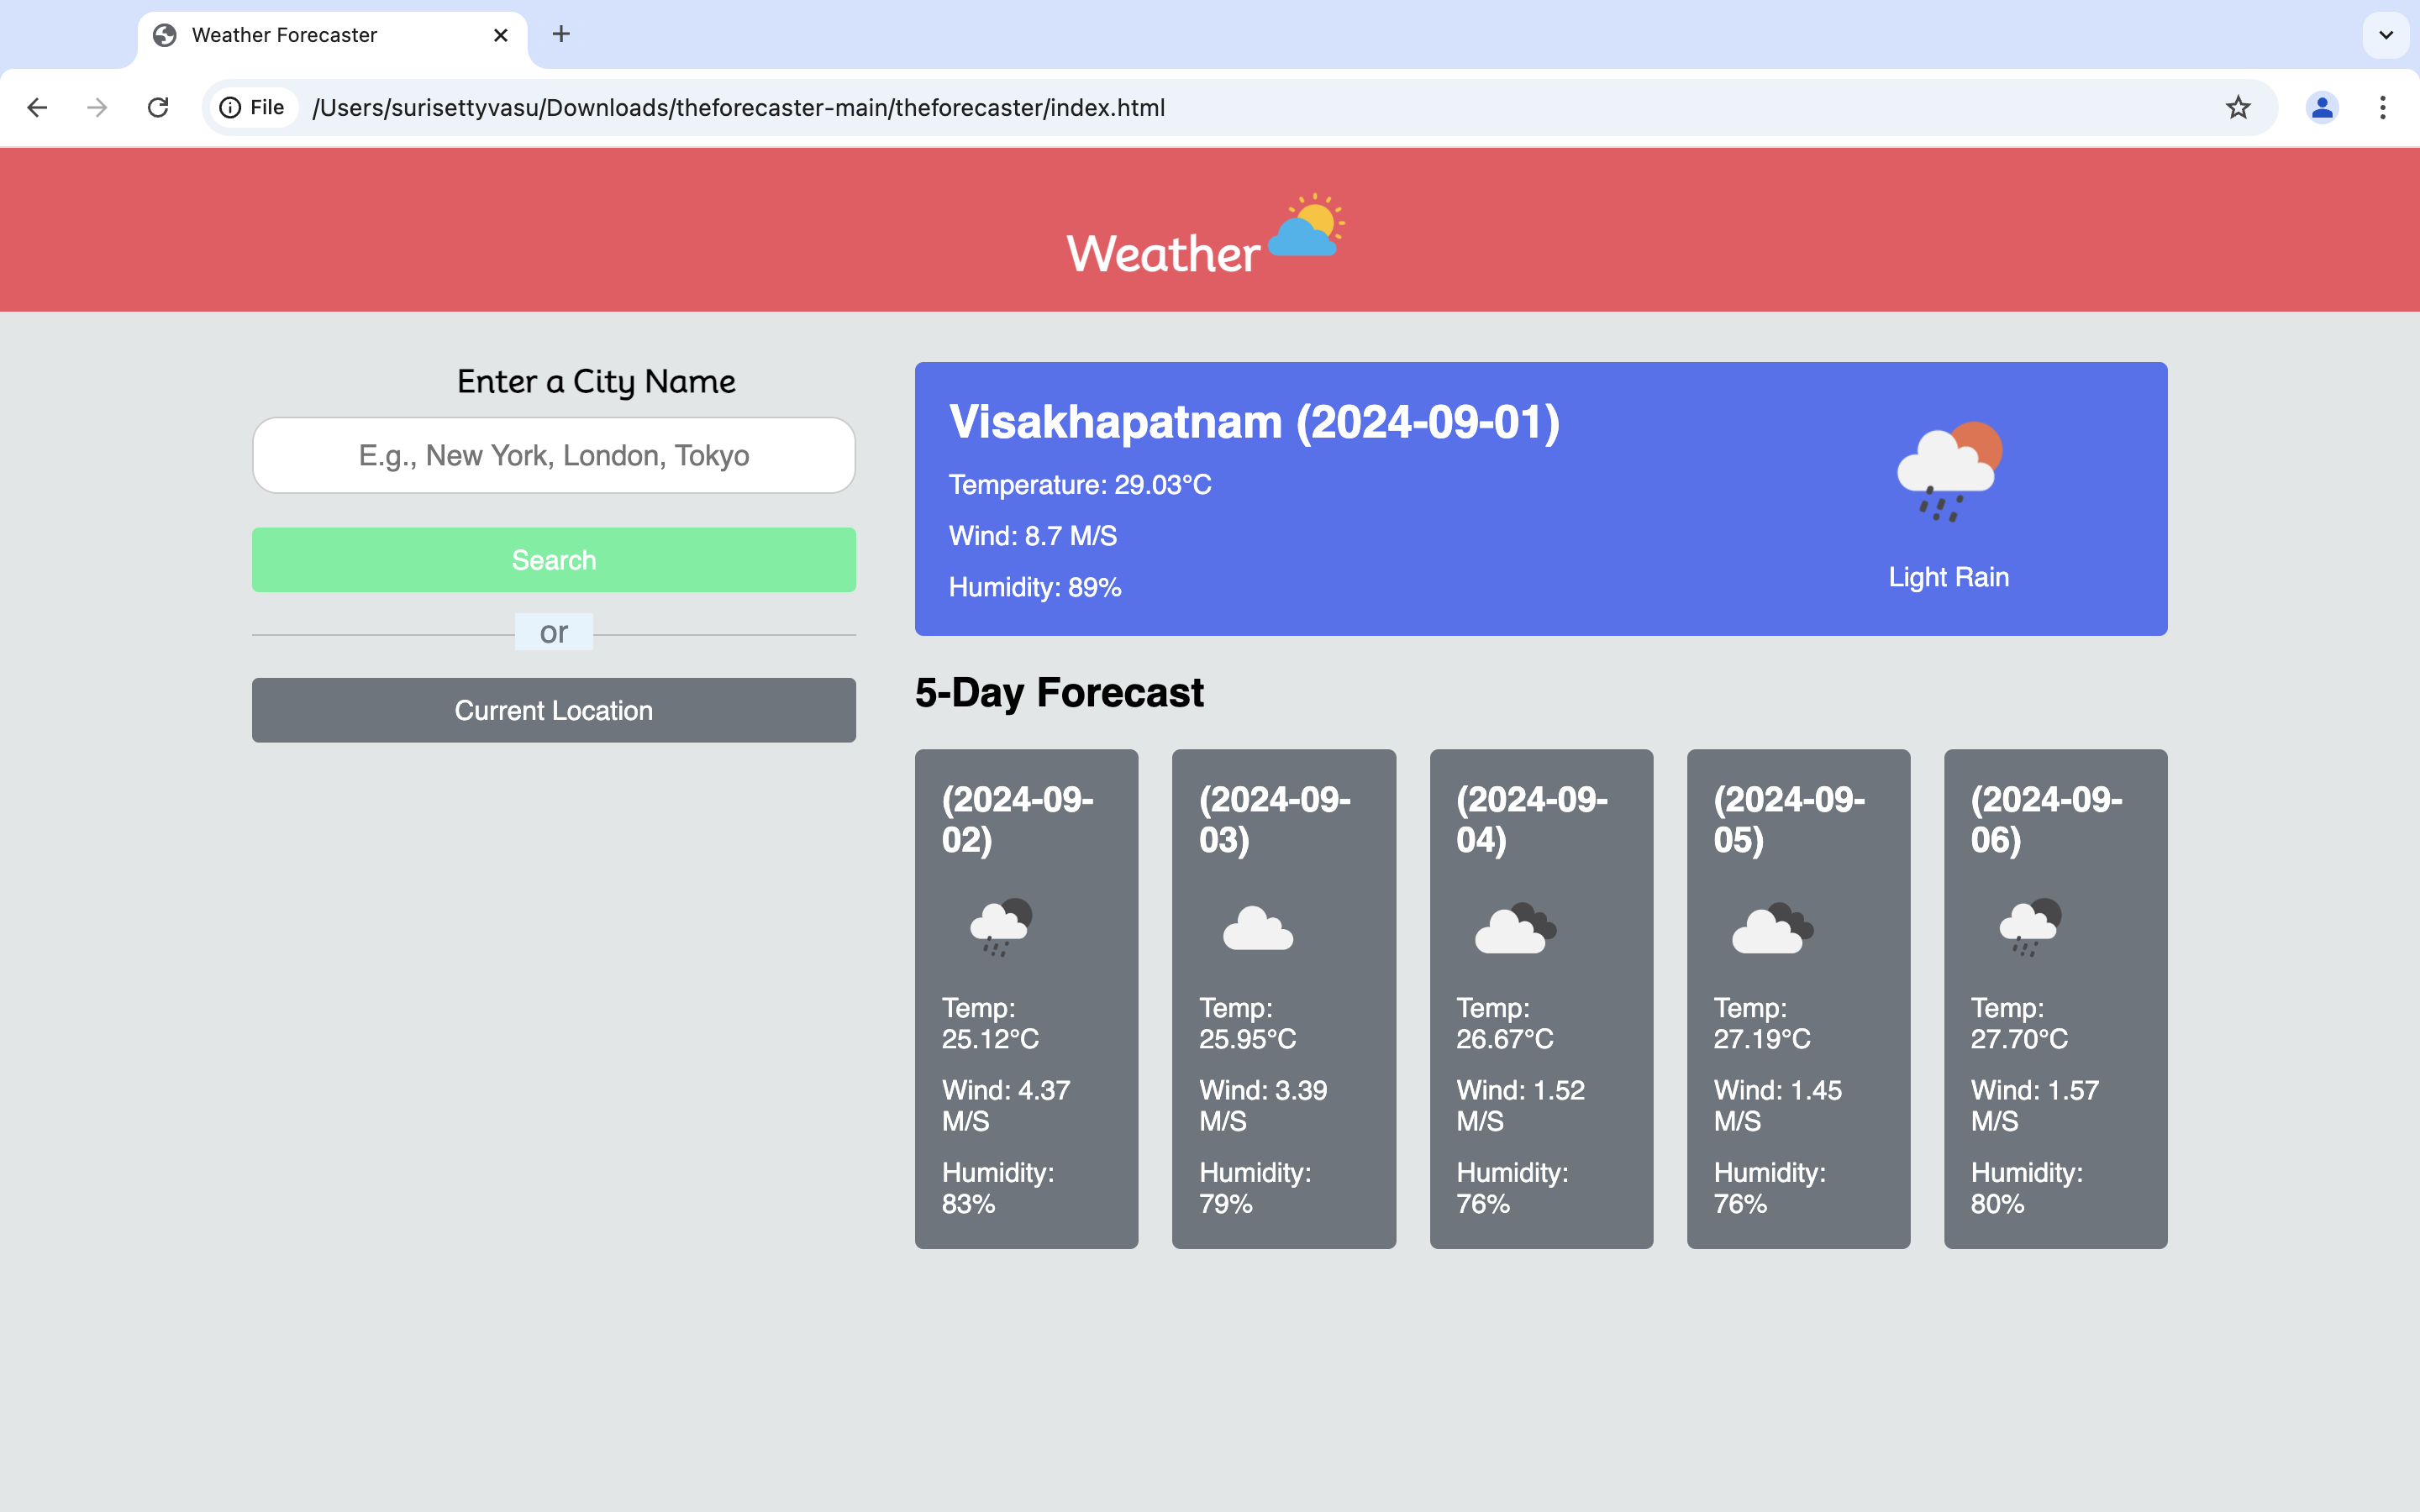 Weather Forecaster
File
/Users/surisettyvasu/Downloads/theforecaster-main/theforecaster/index.html
Weather
Enter a City Name
E.g., New York, London, Tokyo
Search
or
Current Location
Visakhapatnam (2024-09-01)
Temperature: 29.03°C
Wind: 8.7 M/S
Humidity: 89%
Light Rain
5-Day Forecast
(2024-09-
02)
Temp:
25.12°C
Wind: 4.37
M/S
Humidity:
83%
(2024-09-
03)
Temp:
25.95°C
Wind: 3.39
M/S
Humidity:
79%
(2024-09-
04)
Temp:
26.67°C
Wind: 1.52
M/S
Humidity:
76%
(2024-09-
05)
Temp:
27.19°C
Wind: 1.45
M/S
Humidity:
76%
(2024-09-
06)
Temp:
27.70°C
Wind: 1.57
M/S
Humidity:
80%